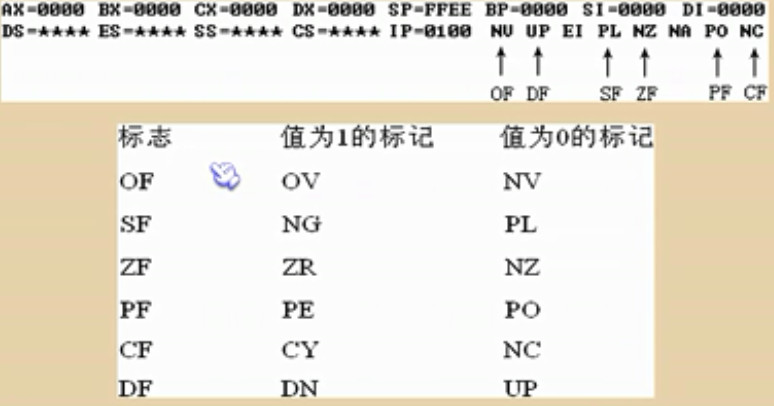 AX=0000 BX=0000 CX=0000 DX=0000 SP=FFEE BP=0000 SI=0000 DI=0000
DS=**** ES=**** SS=**** CS=**** IP=0100 NV UP EI PL NZ NA PO NC
OF DF SF ZF PF CF
标志 值为1的标记 值为0的标记
OF OV NV
SF NG PL
ZF ZR NZ
PF PE PO
CF CY NC
DF DN UP